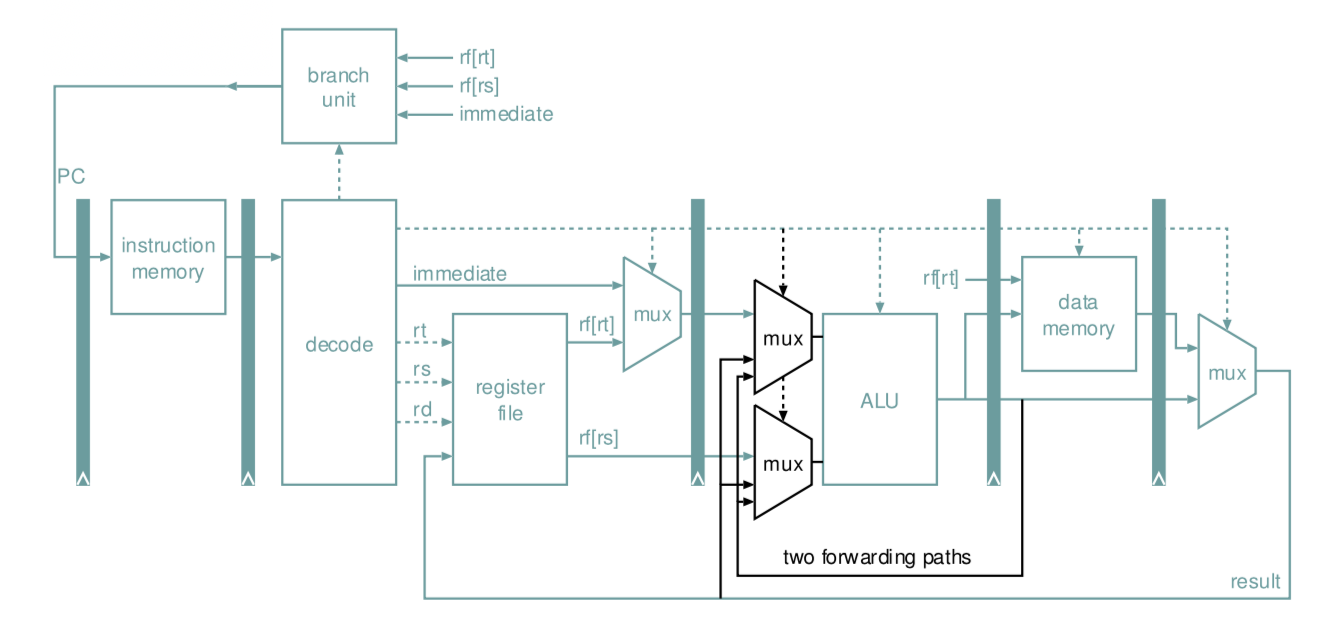 branch
unit
rf[rt]
rf[rs]
immediate
PC
instruction
memory
decode
immediate
rt
rs
rd
register
file
rf[rt]
rf[rs]
mux
mux
mux
ALU
rf[rt]
data
memory
mux
two forwarding paths
result